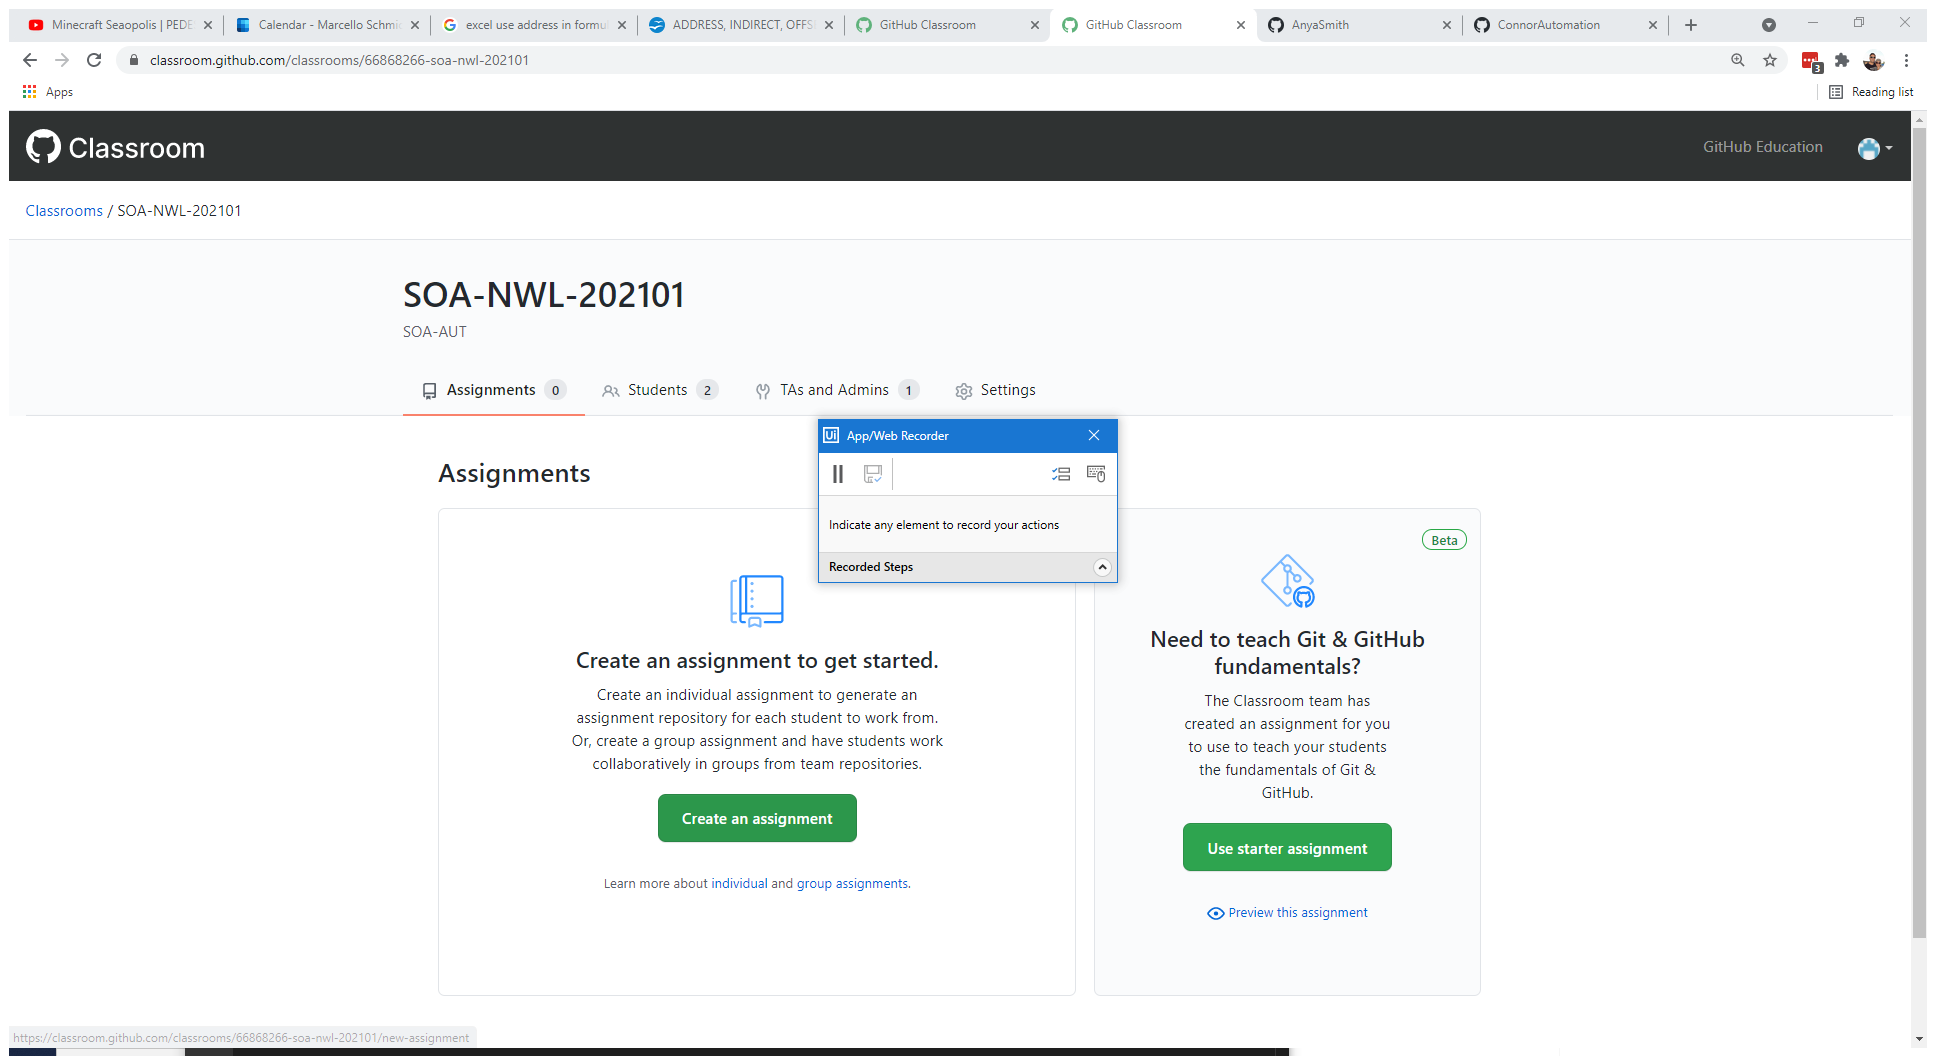 Minecraft Seaopolis | PEDE
Calendar - Marcello Schmid
excel use address in formul
ADDRESS, INDIRECT, OFFS
GitHub Classroom
GitHub Classroom
AnyaSmith
ConnorAutomation
classroom.github.com/classrooms/66868266-soa-nwl-202101
3
Apps
Reading list
Classroom
GitHub Education
Classrooms / SOA-NWL-202101
SOA-NWL-202101
SOA-AUT
Assignments 0
Students 2
TAs and Admins 1
Settings
Ui App/Web Recorder
Indicate any element to record your actions
Recorded Steps
Assignments
Create an assignment to get started.
Create an individual assignment to generate an
assignment repository for each student to work from.
Or, create a group assignment and have students work
collaboratively in groups from team repositories.
Create an assignment
Learn more about individual and group assignments.
Beta
Need to teach Git & GitHub
fundamentals?
The Classroom team has
created an assignment for you
to use to teach your students
the fundamentals of Git &
GitHub.
Use starter assignment
Preview this assignment
https://classroom.github.com/classrooms/66868266-soa-nwl-202101/new-assignment